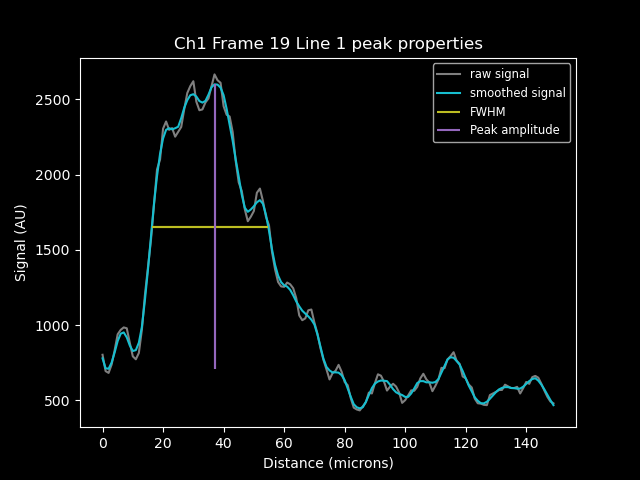 Ch1 Frame 19 Line 1 peak properties
raw signal
smoothed signal
FWHM
Peak amplitude
Signal (AU)
2500
2000
1500
1000
500
0 20 40 60 80 100 120 140
Distance (microns)